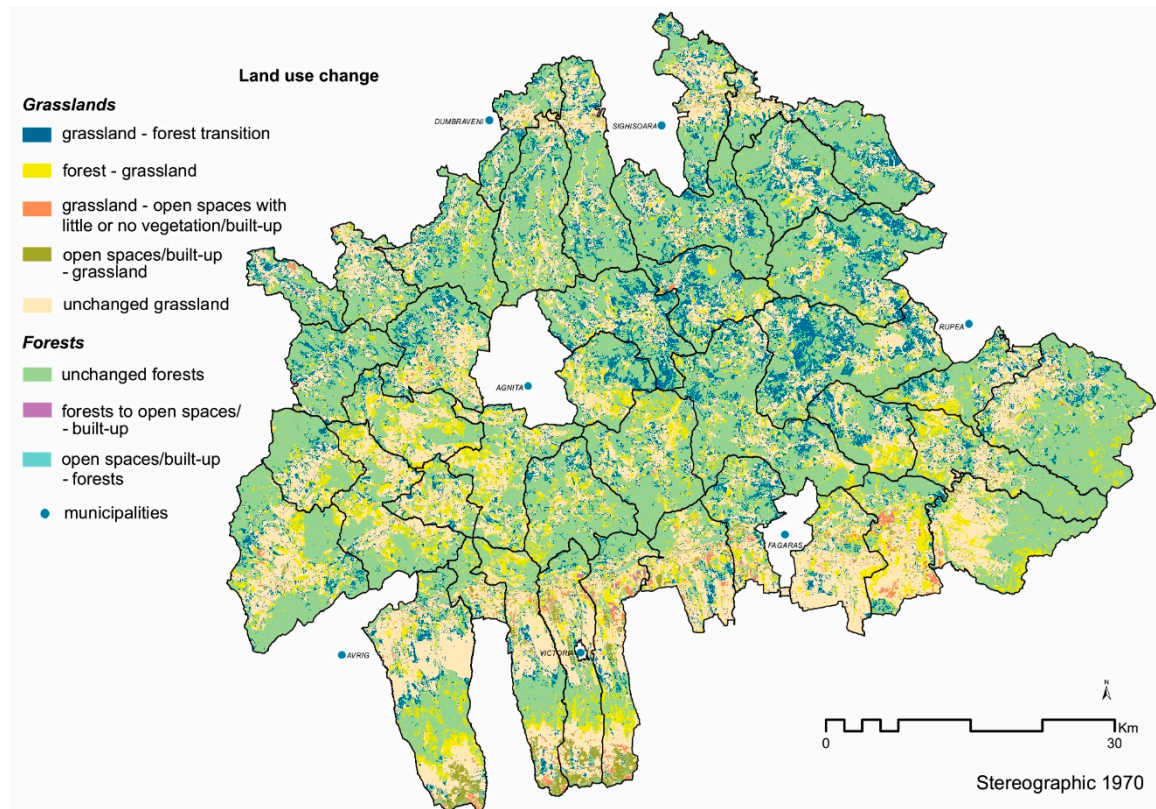 Land use change
Grasslands
grassland - forest transition
forest - grassland
grassland - open spaces with
little or no vegetation/built-up
open spaces/built-up
- grassland
unchanged grassland
Forests
unchanged forests
forests to open spaces/
- built-up
open spaces/built-up
- forests
municipalities
DUMBRAVENI
SIGHISOARA
RUPEA
AGNITA
FAGARAS
AVRIG
VICTORIA
N
Km
0
30
Stereographic 1970